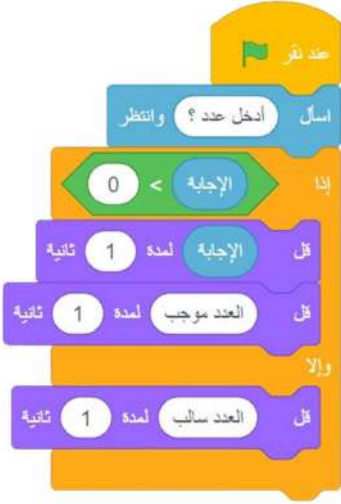 عند نقر
اسأل أدخل عدد ؟ وانتظر
إذا الإجابة > 0
قل الإجابة لمدة 1 ثانية
قل العدد موجب لمدة 1 ثانية
وإلا
قل العدد سالب لمدة 1 ثانية